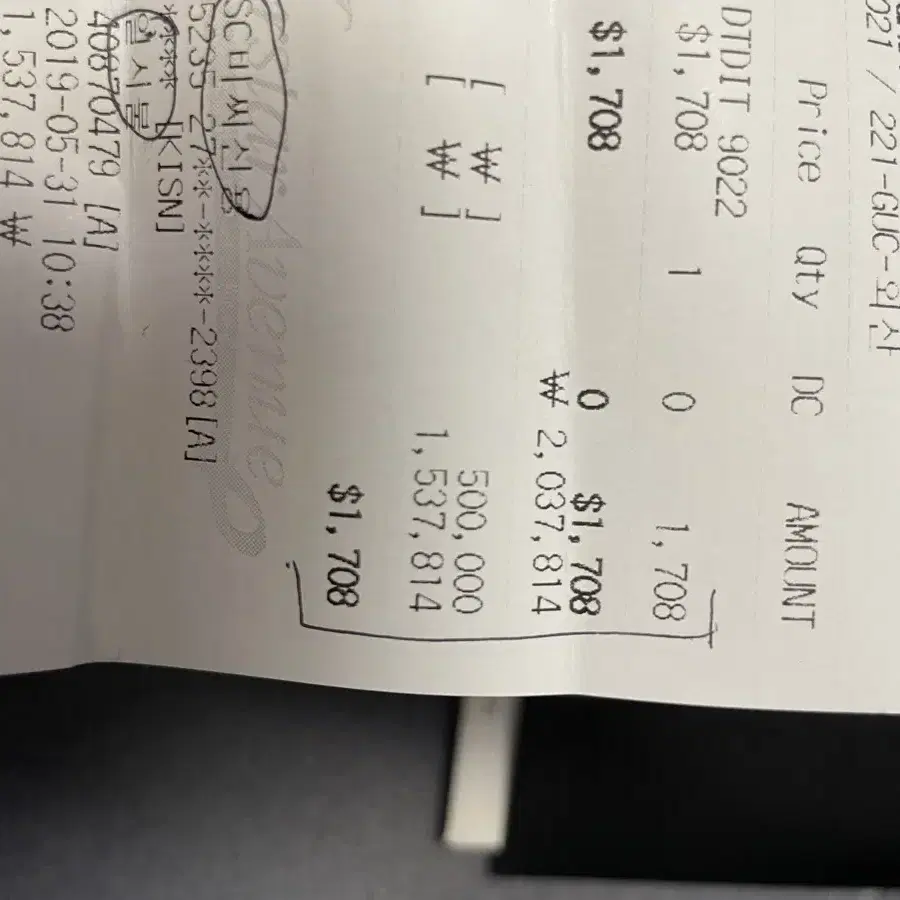 021 / 221-GUC-외산
Price Qty DC AMOUNT
DTDIT 9022
$1,708 1 0 1,708
$1,708 0 $1,708
₩ 2,037,814
[ ₩ ] 500,000
[ ₩ ] 1,537,814
$1,708
Avenue
SC비씨신용
5235-27**-****-2398[A]
일시불 [KISN]
40870479 [A]
2019-05-31 10:38
1,537,814 ₩